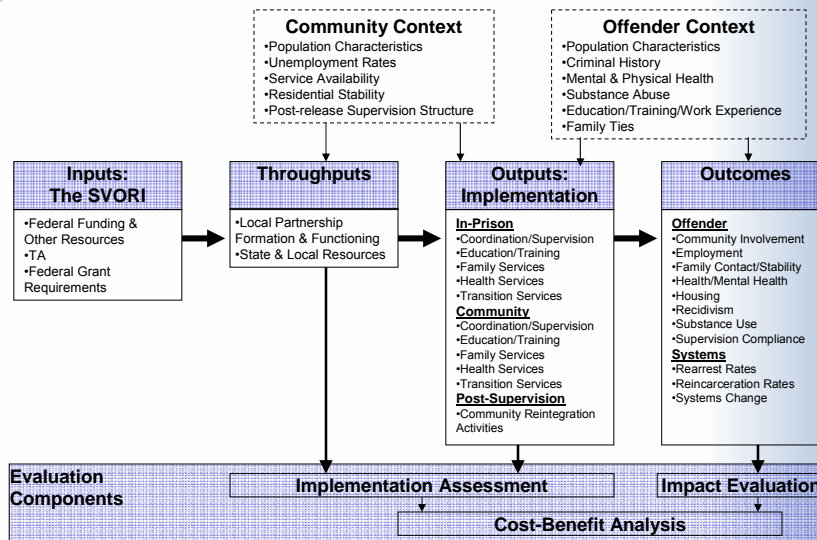 Community Context
•Population Characteristics
•Unemployment Rates
•Service Availability
•Residential Stability
•Post-release Supervision Structure
Offender Context
•Population Characteristics
•Criminal History
•Mental & Physical Health
•Substance Abuse
•Education/Training/Work Experience
•Family Ties
Inputs:
The SVORI
•Federal Funding &
Other Resources
•TA
•Federal Grant
Requirements
Throughputs
•Local Partnership
Formation & Functioning
•State & Local Resources
Outputs:
Implementation
In-Prison
•Coordination/Supervision
•Education/Training
•Family Services
•Health Services
•Transition Services
Community
•Coordination/Supervision
•Education/Training
•Family Services
•Health Services
•Transition Services
Post-Supervision
•Community Reintegration
Activities
Outcomes
Offender
•Community Involvement
•Employment
•Family Contact/Stability
•Health/Mental Health
•Housing
•Recidivism
•Substance Use
•Supervision Compliance
Systems
•Rearrest Rates
•Reincarceration Rates
•Systems Change
Evaluation
Components
Implementation Assessment
Impact Evaluation
Cost-Benefit Analysis